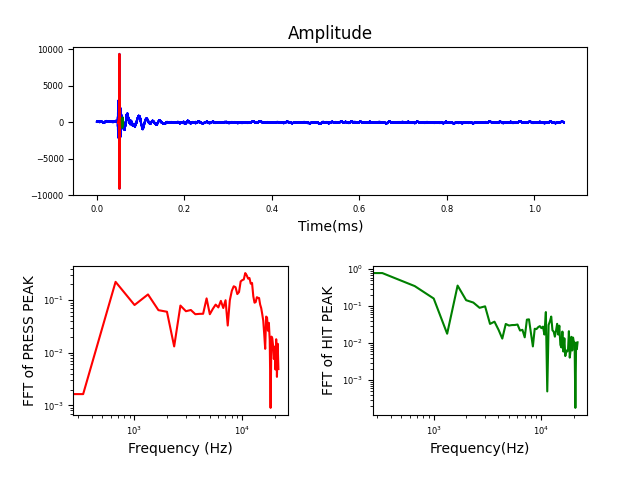 Amplitude
10000
5000
0
−5000
−10000
0.0 0.2 0.4 0.6 0.8 1.0
Time(ms)
FFT of PRESS PEAK
10⁻¹
10⁻²
10⁻³
10³ 10⁴
Frequency (Hz)
FFT of HIT PEAK
10⁰
10⁻¹
10⁻²
10⁻³
10³ 10⁴
Frequency(Hz)